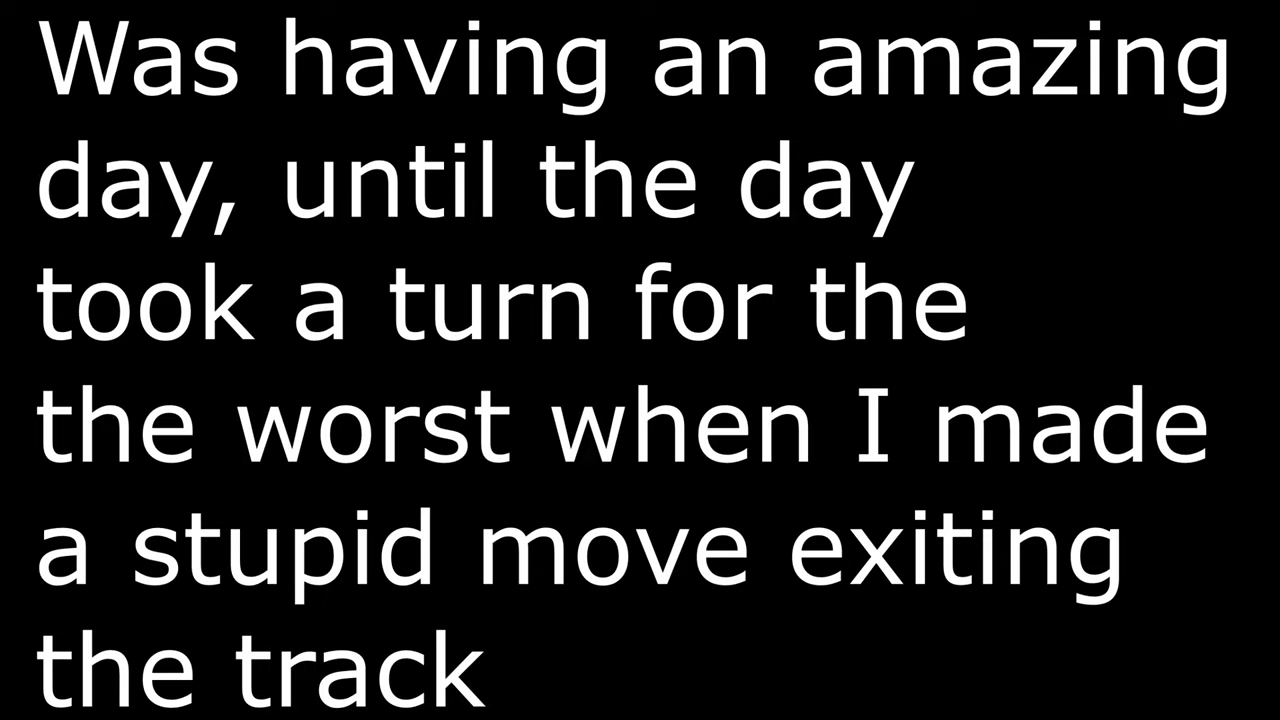 Was having an amazing
day, until the day
took a turn for the
the worst when I made
a stupid move exiting
the track